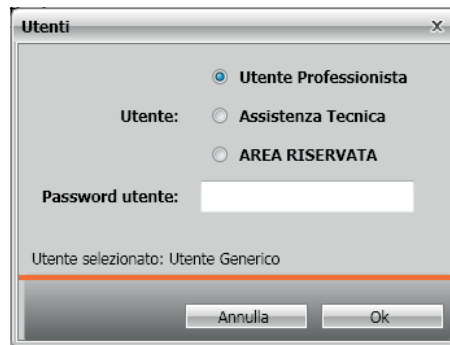 Utenti
x
Utente Professionista
Utente:
Assistenza Tecnica
AREA RISERVATA
Password utente:
Utente selezionato: Utente Generico
Annulla
Ok